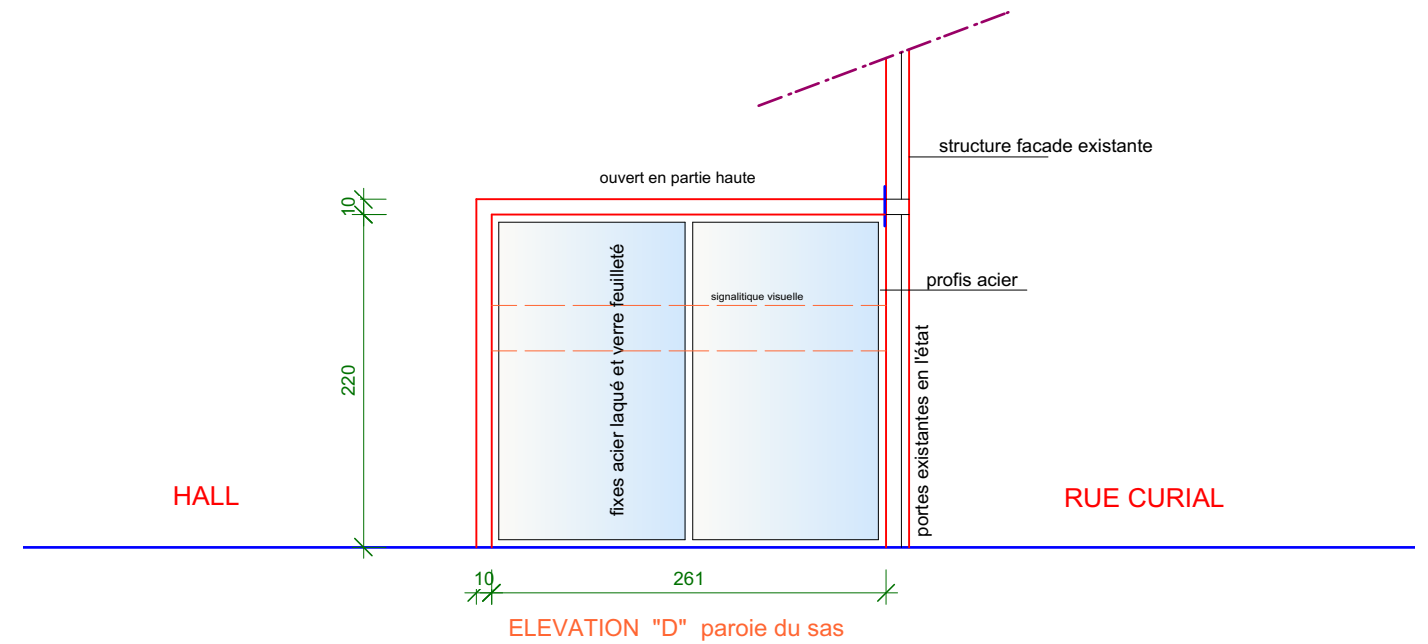 structure facade existante
ouvert en partie haute
10
profis acier
signalitique visuelle
fixes acier laqué et verre feuilleté
220
portes existantes en l'état
HALL
RUE CURIAL
10
261
ELEVATION "D" paroie du sas